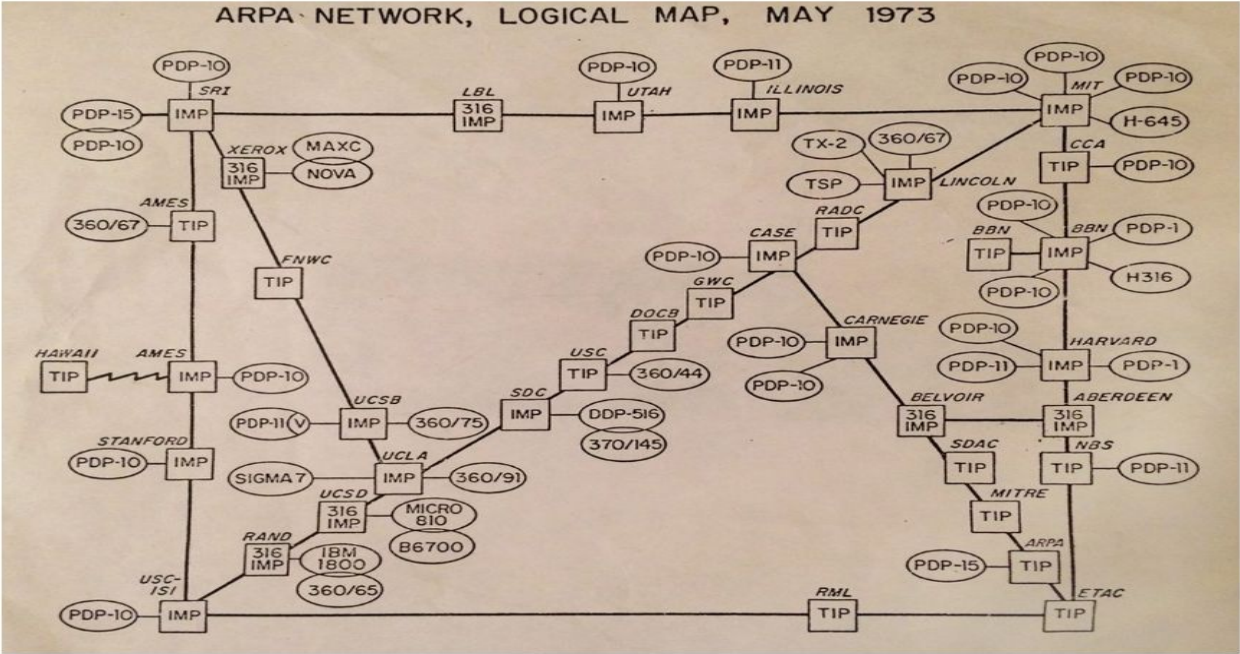 ARPA NETWORK, LOGICAL MAP, MAY 1973
PDP-10
SRI
PDP-15
IMP
PDP-10
LBL
316
IMP
PDP-10
UTAH
IMP
PDP-11
ILLINOIS
IMP
PDP-10
PDP-10
PDP-10
MIT
IMP
H-645
XEROX
316
IMP
MAXC
NOVA
TX-2
360/67
TSP
IMP
LINCOLN
CCA
TIP
PDP-10
AMES
360/67
TIP
FNWC
TIP
RADC
TIP
CASE
PDP-10
IMP
GWC
TIP
DOCB
TIP
PDP-10
BBN
TIP
BBN
IMP
PDP-1
PDP-10
H316
HAWAII
TIP
AMES
IMP
PDP-10
USC
TIP
360/44
CARNEGIE
PDP-10
IMP
PDP-10
PDP-10
HARVARD
PDP-11
IMP
PDP-1
UCSB
PDP-11 V
IMP
360/75
SDC
IMP
DDP-516
370/145
BELVOIR
316
IMP
ABERDEEN
316
IMP
STANFORD
PDP-10
IMP
UCLA
SIGMA 7
IMP
360/91
SDAC
TIP
NBS
TIP
PDP-11
UCSD
316
IMP
MICRO
810
B6700
MITRE
TIP
RAND
316
IMP
IBM
1800
360/65
ARPA
PDP-15
TIP
USC-
ISI
PDP-10
IMP
RML
TIP
ETAC
TIP